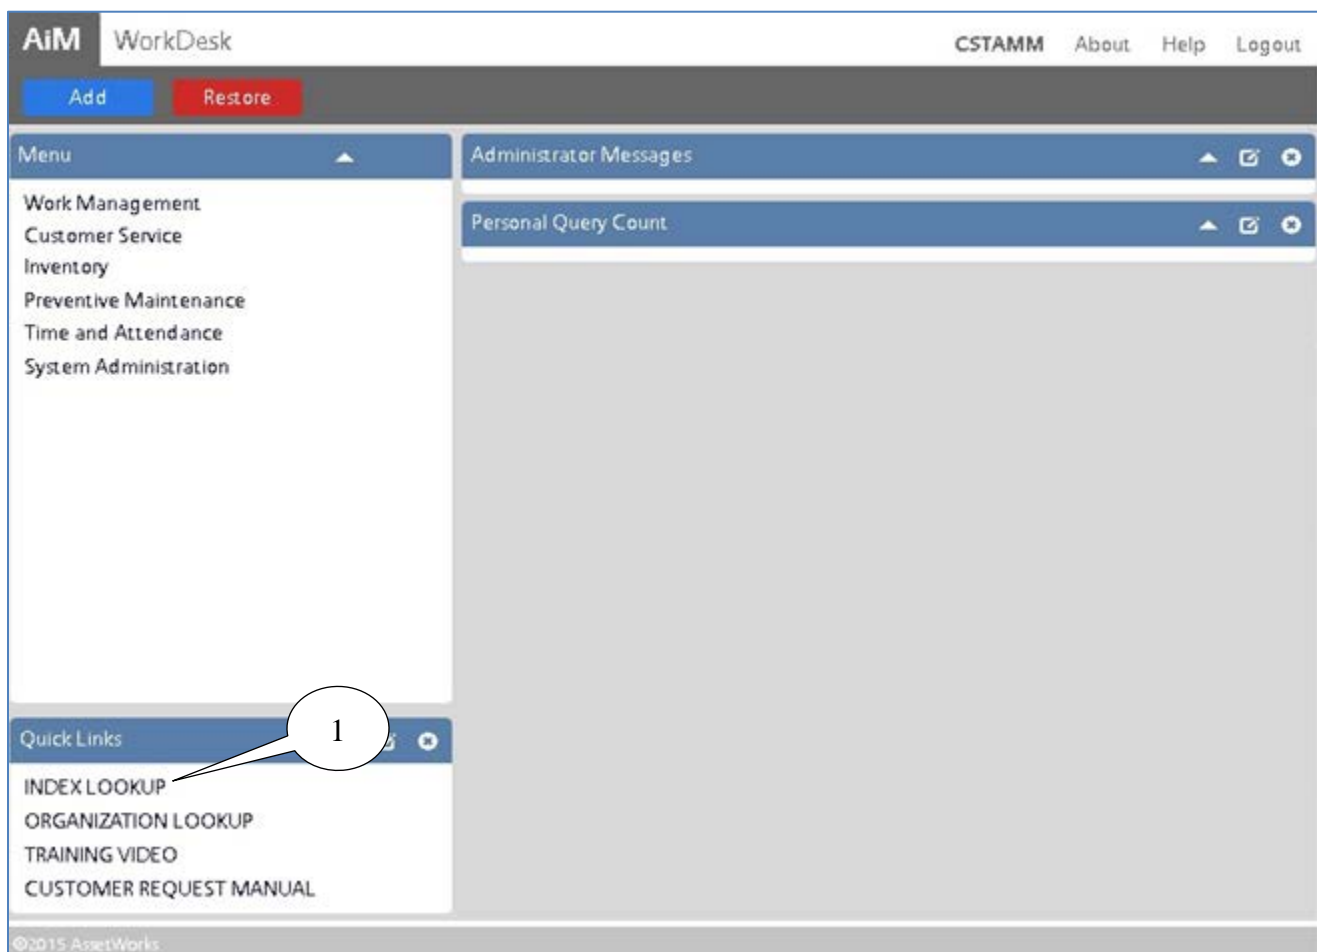 AiM WorkDesk CSTAMM About Help Logout
Add Restore
Menu
Work Management
Customer Service
Inventory
Preventive Maintenance
Time and Attendance
System Administration
Quick Links
1
INDEX LOOKUP
ORGANIZATION LOOKUP
TRAINING VIDEO
CUSTOMER REQUEST MANUAL
Administrator Messages
Personal Query Count
©2015 AssetWorks